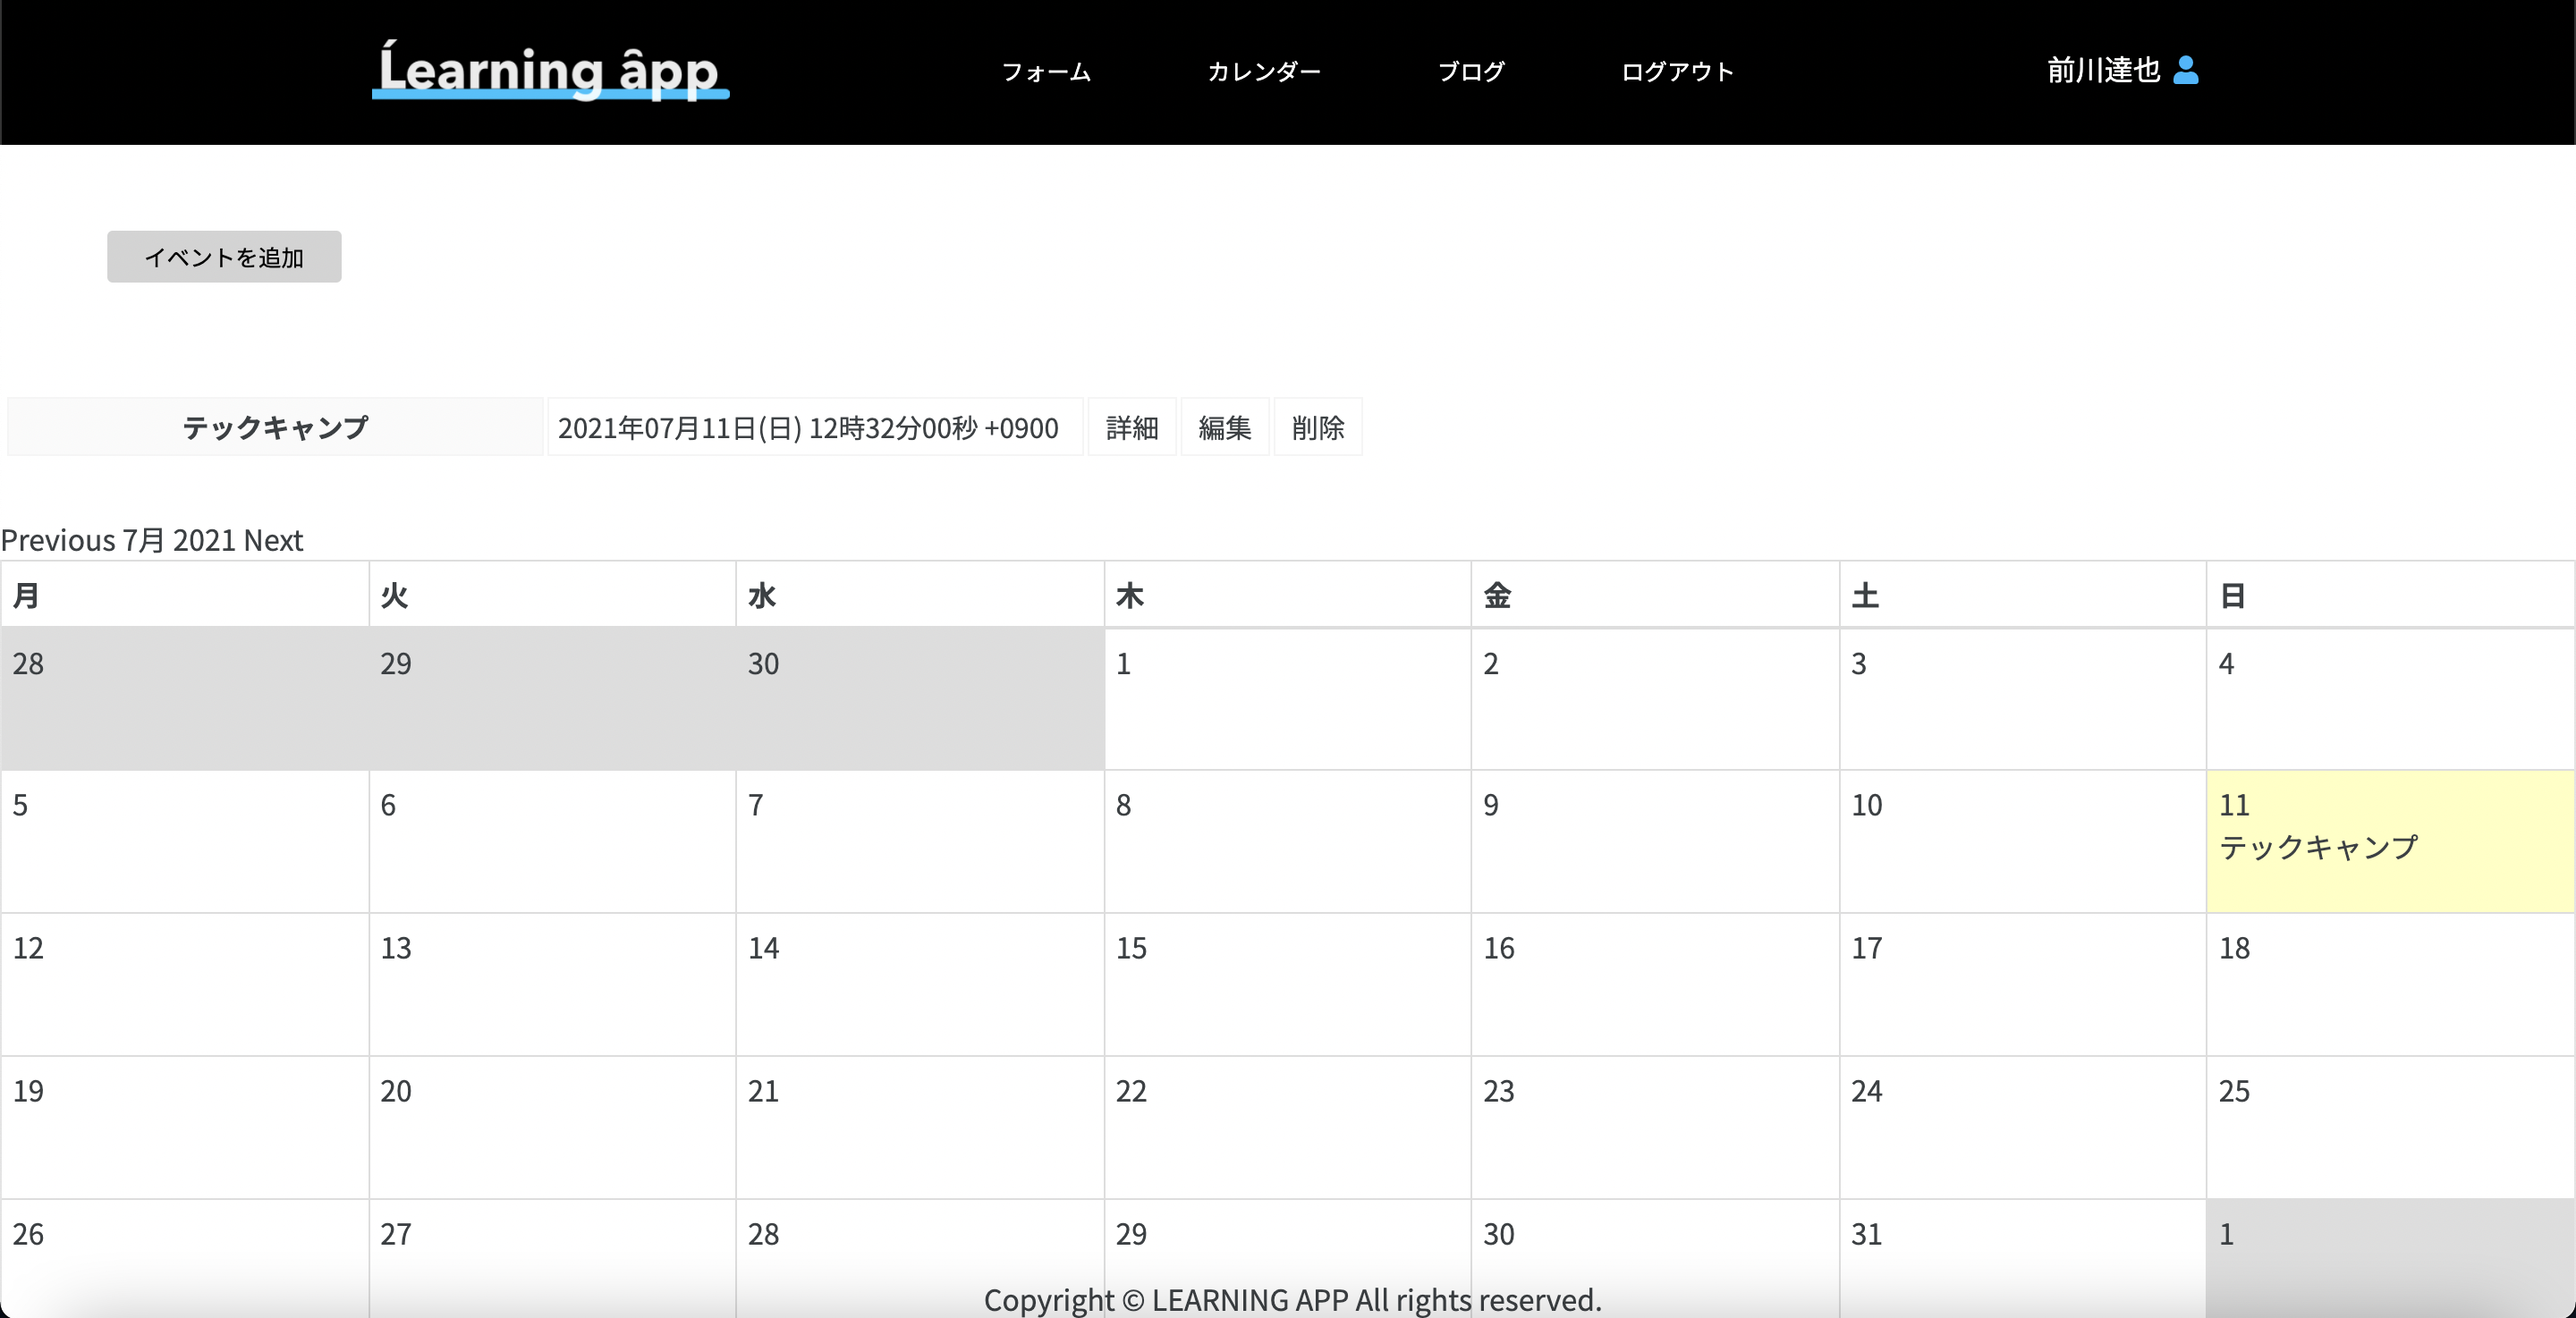 Ĺearning âpp フォーム カレンダー ブログ ログアウト 前川達也
イベントを追加
テックキャンプ 2021年07月11日(日) 12時32分00秒 +0900 詳細 編集 削除
Previous 7月 2021 Next
月 火 水 木 金 土 日
28 29 30 1 2 3 4
5 6 7 8 9 10 11
テックキャンプ
12 13 14 15 16 17 18
19 20 21 22 23 24 25
26 27 28 29 30 31 1
Copyright © LEARNING APP All rights reserved.